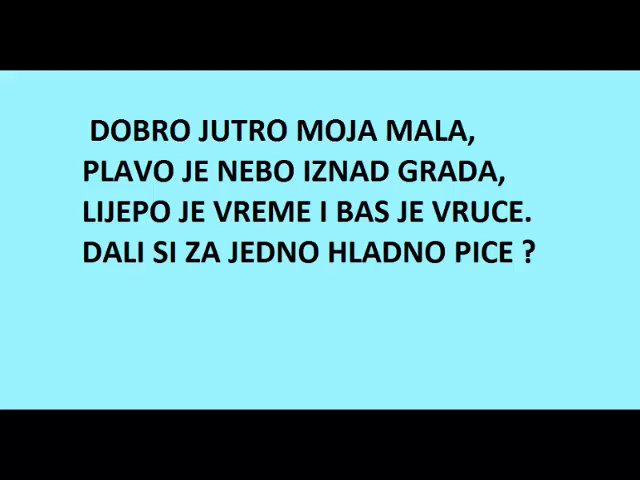 DOBRO JUTRO MOJA MALA,
PLAVO JE NEBO IZNAD GRADA,
LIJEPO JE VREME I BAS JE VRUCE.
DALI SI ZA JEDNO HLADNO PICE ?